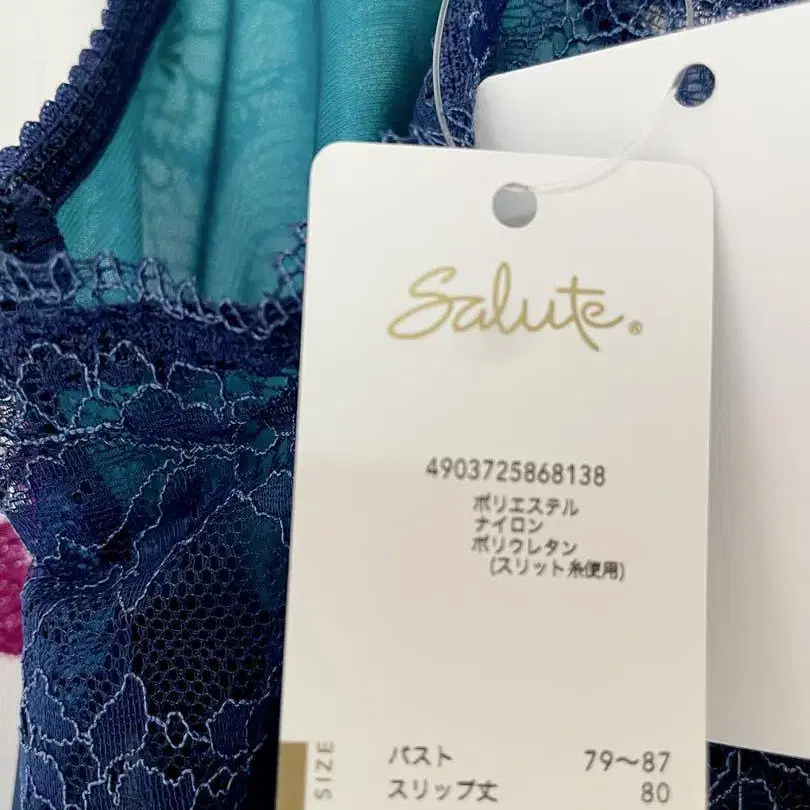 Salute®
4903725868138
ポリエステル
ナイロン
ポリウレタン
(スリット糸使用)
SIZE
バスト 79〜87
スリップ丈 80